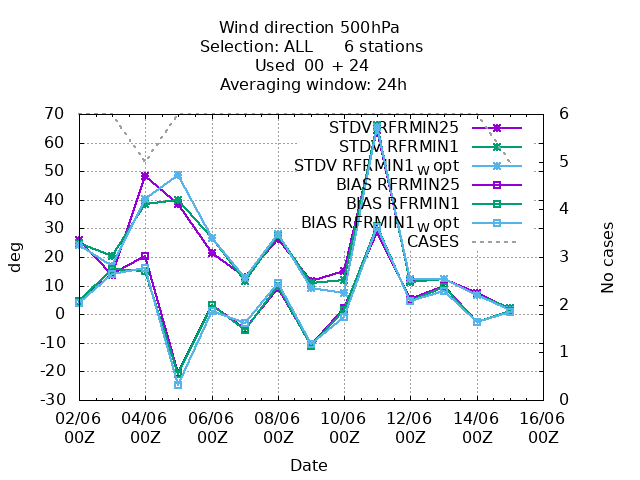 Wind direction 500hPa
Selection: ALL 6 stations
Used 00 + 24
Averaging window: 24h
70 60 50 40 30 20 10 0 -10 -20 -30
deg
STDV RFRMIN25
STDV RFRMIN1
STDV RFRMIN1w opt
BIAS RFRMIN25
BIAS RFRMIN1
BIAS RFRMIN1w opt
CASES
6 5 4 3 2 1 0
No cases
02/06 04/06 06/06 08/06 10/06 12/06 14/06 16/06
00Z 00Z 00Z 00Z 00Z 00Z 00Z 00Z
Date